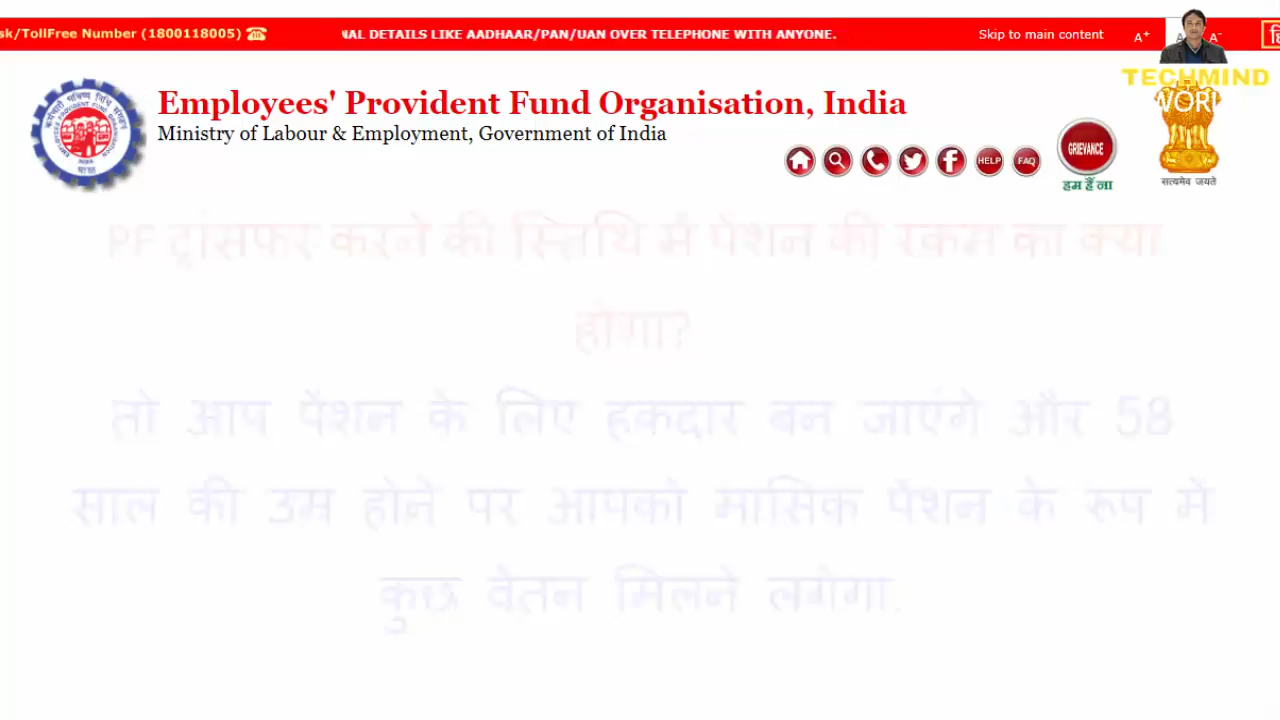 sk/TollFree Number (1800118005)
NAL DETAILS LIKE AADHAAR/PAN/UAN OVER TELEPHONE WITH ANYONE.
Skip to main content
A+ A A-
TECHMIND
WORL
Employees' Provident Fund Organisation, India
Ministry of Labour & Employment, Government of India
HELP
FAQ
GRIEVANCE
हम हैं ना
सत्यमेव जयते
PF ट्रांसफर करने की स्तिथि में पेंशन की रकम का क्या
होगा?
तो आप पेंशन के लिए हकदार बन जाएंगे और 58
साल की उम्र होने पर आपको मासिक पेंशन के रूप में
कुछ वेतन मिलने लगेगा.